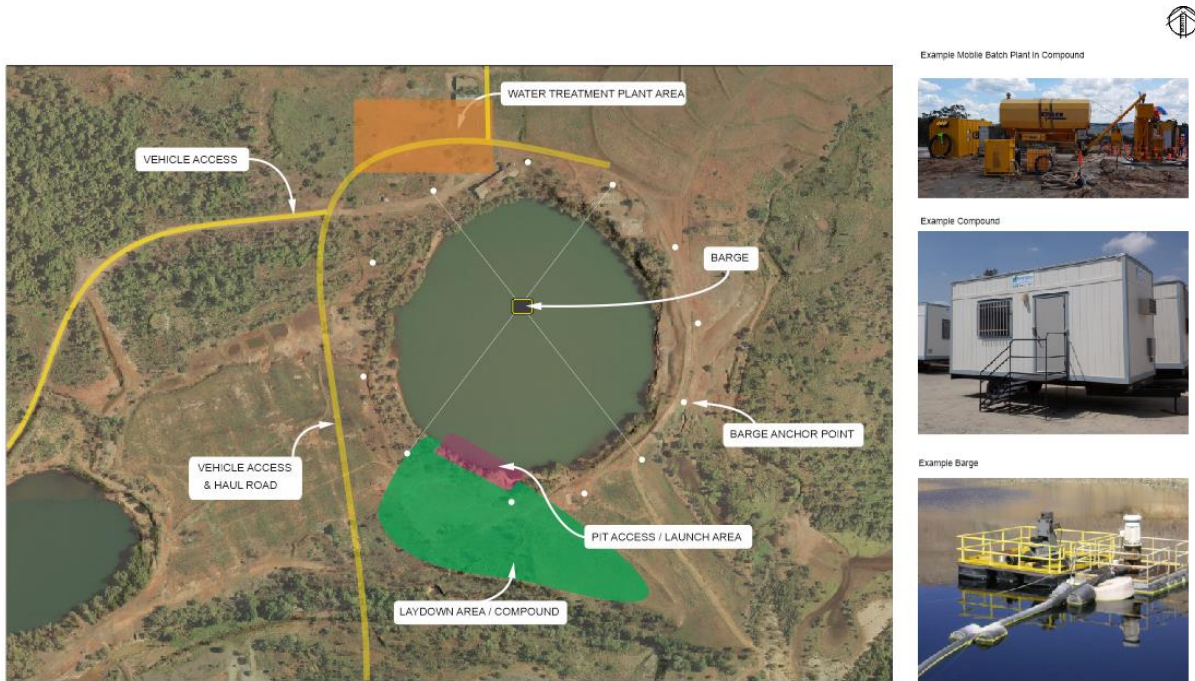 Example Mobile Batch Plant in Compound
WATER TREATMENT PLANT AREA
VEHICLE ACCESS
Example Compound
BARGE
BARGE ANCHOR POINT
VEHICLE ACCESS
& HAUL ROAD
Example Barge
PIT ACCESS / LAUNCH AREA
LAYDOWN AREA / COMPOUND